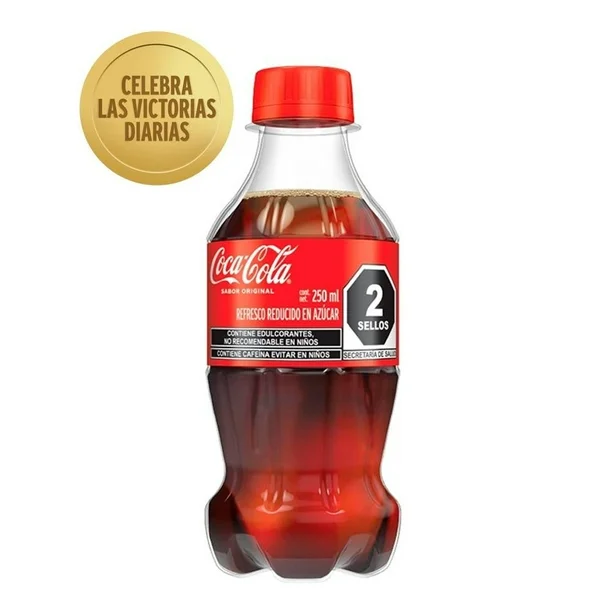 CELEBRA
LAS VICTORIAS
DIARIAS
Coca-Cola
SABOR ORIGINAL
cont. net. 250 ml
REFRESCO REDUCIDO EN AZÚCAR
CONTIENE EDULCORANTES,
NO RECOMENDABLE EN NIÑOS
CONTIENE CAFEÍNA EVITAR EN NIÑOS
2
SELLOS
SECRETARÍA DE SALUD